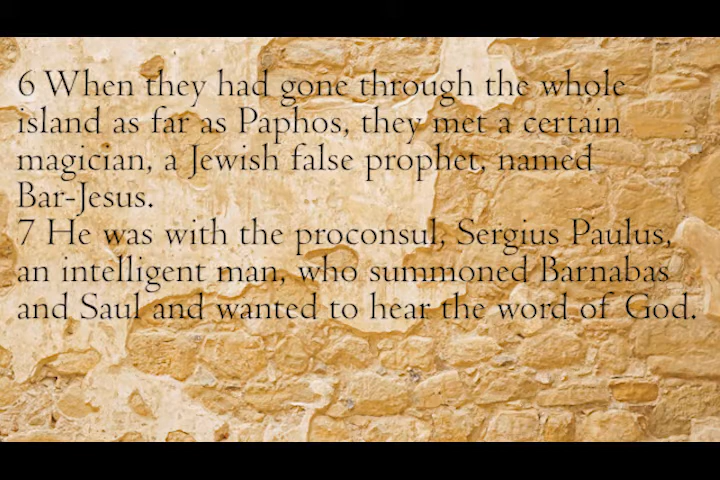 6 When they had gone through the whole
island as far as Paphos, they met a certain
magician, a Jewish false prophet, named
Bar-Jesus.
7 He was with the proconsul, Sergius Paulus,
an intelligent man, who summoned Barnabas
and Saul and wanted to hear the word of God.